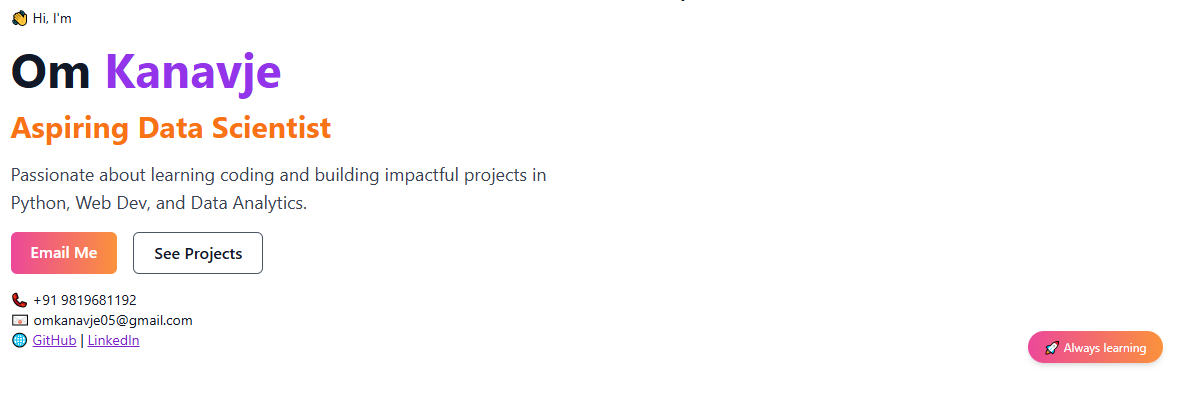 👋 Hi, I'm
Om Kanavje
Aspiring Data Scientist
Passionate about learning coding and building impactful projects in
Python, Web Dev, and Data Analytics.
Email Me
See Projects
📞 +91 9819681192
📧 omkanavje05@gmail.com
🌐 GitHub | LinkedIn
🚀 Always learning